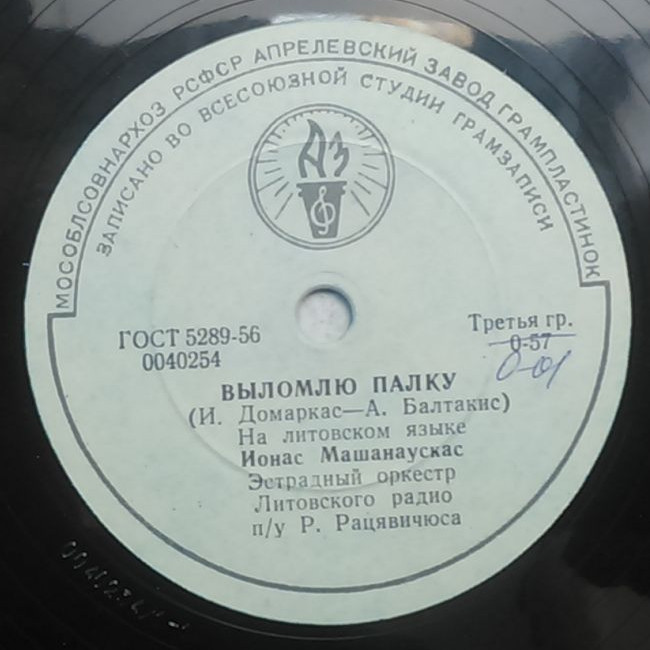 МОСОБЛСОВНАРХОЗ РСФСР АПРЕЛЕВСКИЙ ЗАВОД ГРАМПЛАСТИНОК
ЗАПИСАНО ВО ВСЕСОЮЗНОЙ СТУДИИ ГРАМЗАПИСИ
АЗ
ГОСТ 5289-56
0040254
Третья гр.
0-57
0-01
ВЫЛОМЛЮ ПАЛКУ
(И. Домаркас—А. Балтакис)
На литовском языке
Ионас Машанаускас
Эстрадный оркестр
Литовского радио
п/у Р. Рацявичюса